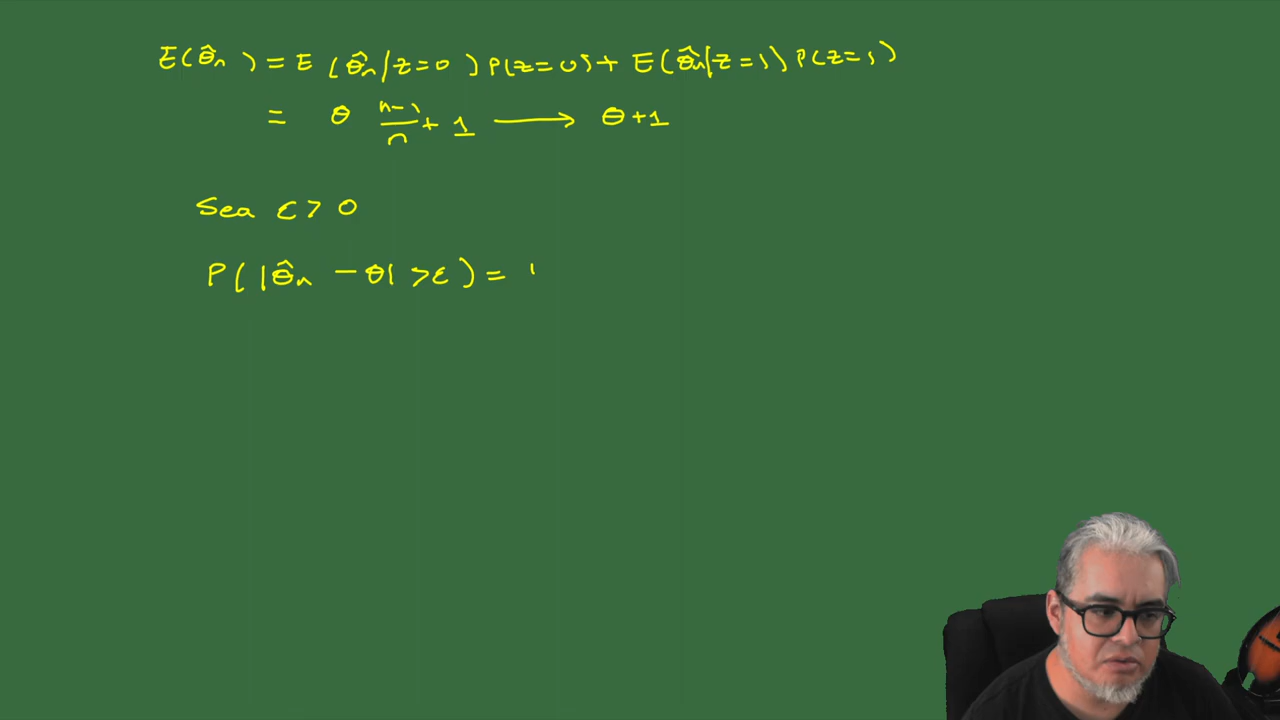 E(θ̂n) = E(θ̂n/z=0) P(z=0) + E(θ̂n|z=1) P(z=1)
= θ (n-1)/n + 1 ⟶ θ+1
Sea ε > 0
P(|θ̂n - θ| > ε) =